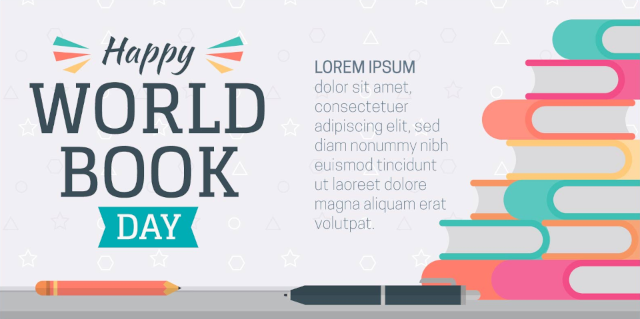 Happy
WORLD
BOOK
DAY
LOREM IPSUM
dolor sit amet,
consectetuer
adipiscing elit, sed
diam nonummy nibh
euismod tincidunt
ut laoreet dolore
magna aliquam erat
volutpat.